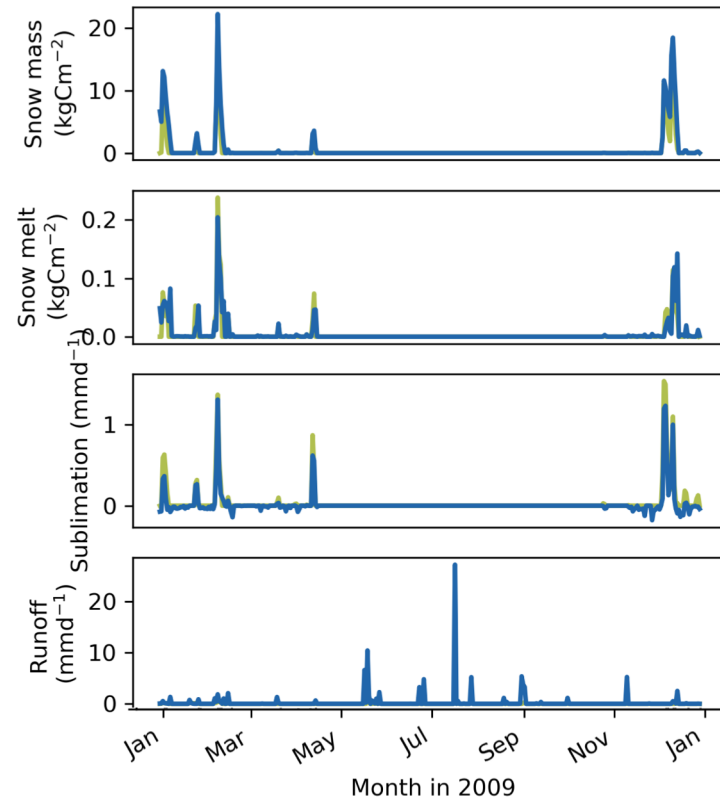 Snow mass
(kgCm⁻²)
20
10
0
Snow melt
(kgCm⁻²)
0.2
0.1
0.0
Sublimation (mmd⁻¹)
1
0
Runoff
(mmd⁻¹)
20
10
0
Jan Mar May Jul Sep Nov Jan
Month in 2009